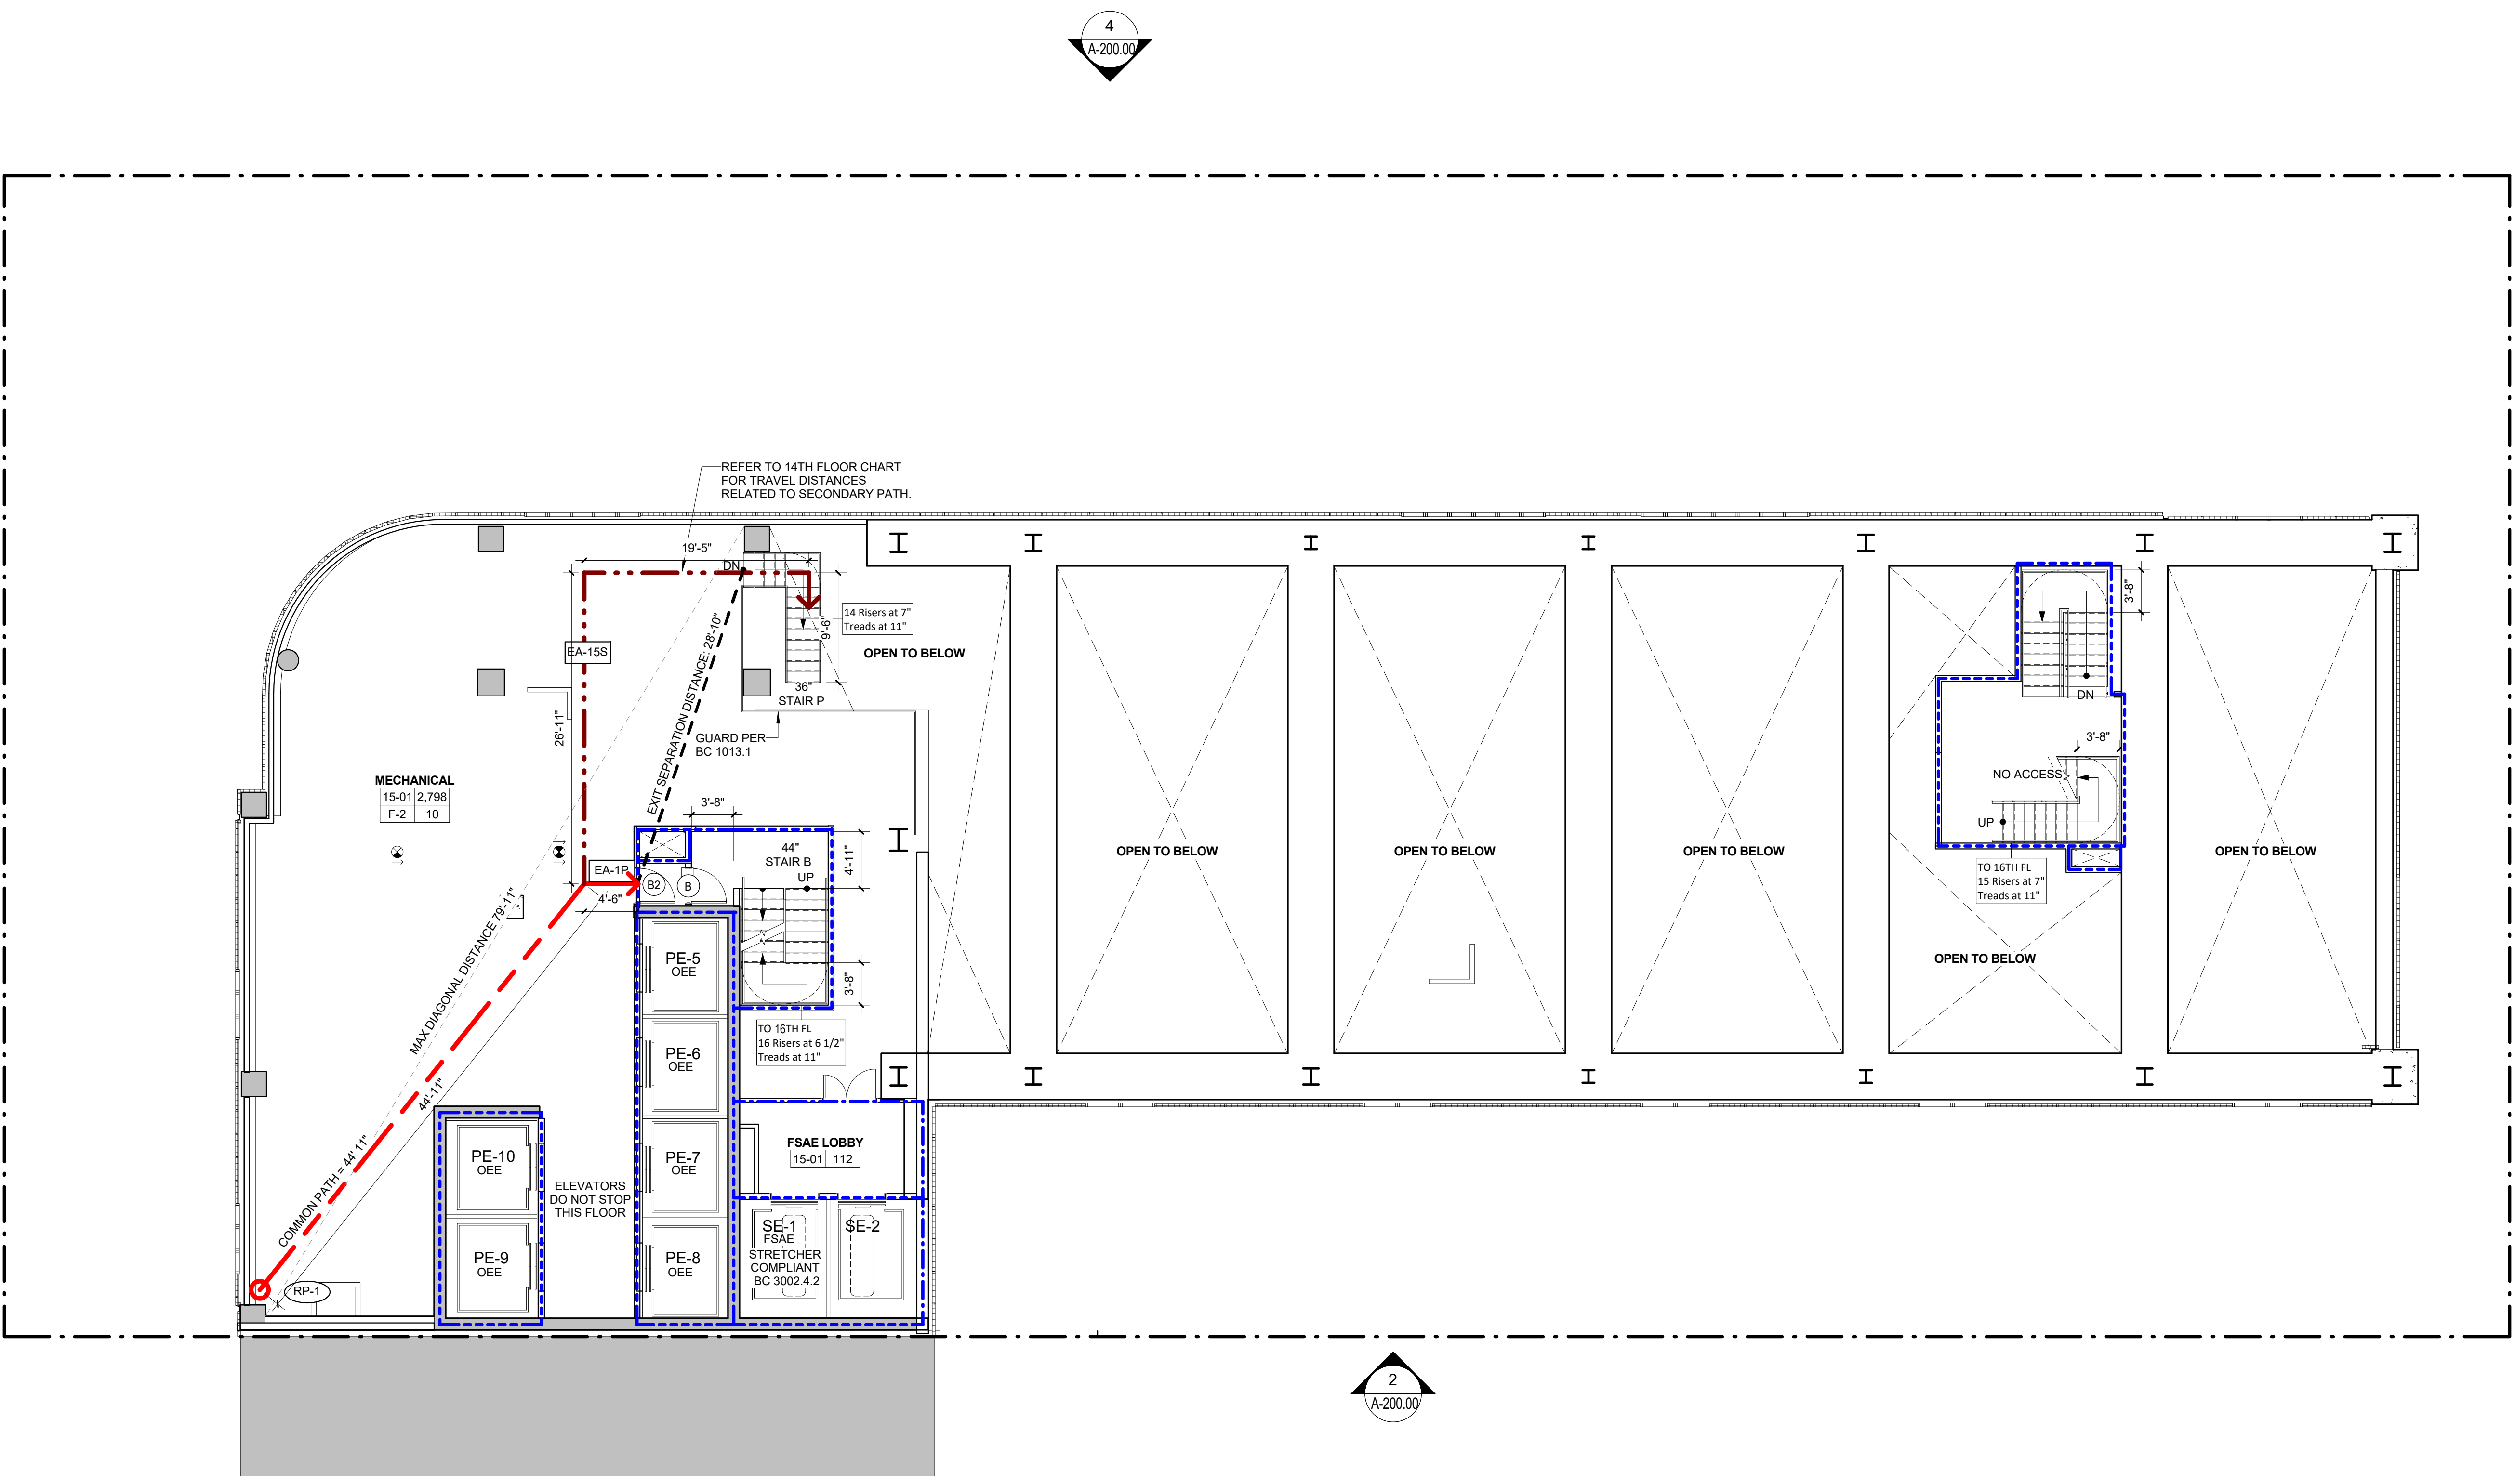 4
A-200.00
REFER TO 14TH FLOOR CHART
FOR TRAVEL DISTANCES
RELATED TO SECONDARY PATH.
19'-5"
DN
14 Risers at 7"
Treads at 11"
9'-6"
OPEN TO BELOW
EA-15S
36"
STAIR P
26'-11"
GUARD PER
BC 1013.1
EXIT SEPARATION DISTANCE: 28'-10"
MECHANICAL
15-01 2,798
F-2 10
3'-8"
44"
STAIR B
UP
4'-11"
EA-1P
B2
B
4'-6"
3'-8"
MAX DIAGONAL DISTANCE 79'-11"
44'-11"
COMMON PATH = 44' 11"
RP-1
PE-5
OEE
PE-6
OEE
PE-7
OEE
PE-8
OEE
PE-10
OEE
PE-9
OEE
ELEVATORS
DO NOT STOP
THIS FLOOR
TO 16TH FL
16 Risers at 6 1/2"
Treads at 11"
FSAE LOBBY
15-01 112
SE-1
FSAE
STRETCHER
COMPLIANT
BC 3002.4.2
SE-2
OPEN TO BELOW
OPEN TO BELOW
OPEN TO BELOW
3'-8"
DN
3'-8"
NO ACCESS
UP
TO 16TH FL
15 Risers at 7"
Treads at 11"
OPEN TO BELOW
OPEN TO BELOW
2
A-200.00